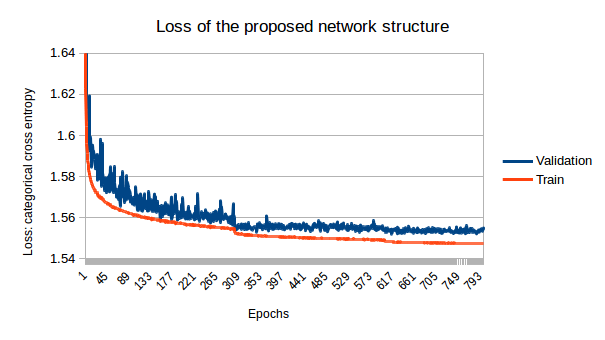 Loss of the proposed network structure
1.64
1.62
1.6
1.58
1.56
1.54
Loss: categorical cross entropy
1 45 89 133 177 221 265 309 353 397 441 485 529 573 617 661 705 749 793
Epochs
Validation
Train